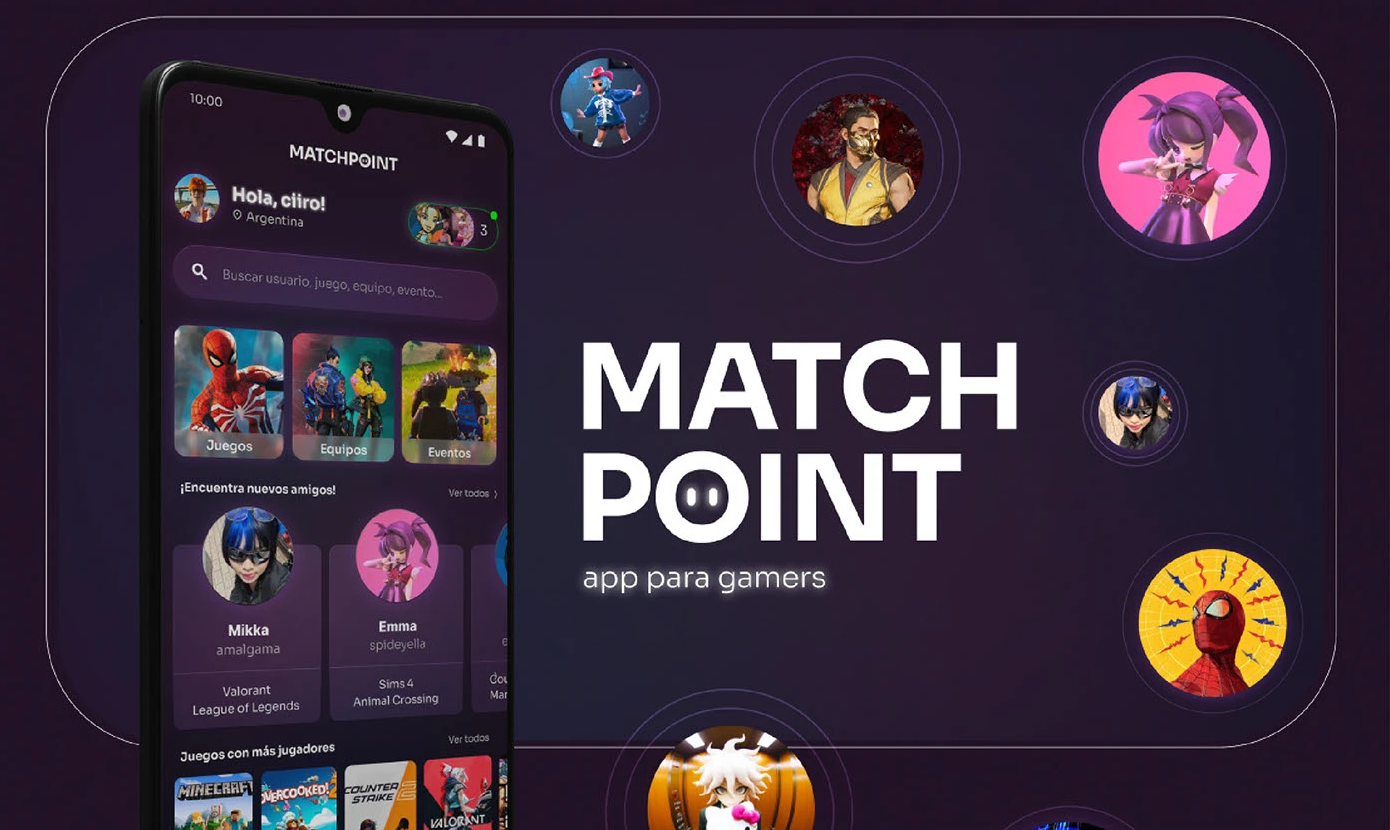 10:00
MATCHPOINT
Hola, ciiro!
Argentina
3
Buscar usuario, juego, equipo, evento...
Juegos
Equipos
Eventos
¡Encuentra nuevos amigos!
Ver todos
Mikka
amalgama
Valorant
League of Legends
Emma
spideyella
Sims 4
Animal Crossing
Juegos con más jugadores
Ver todos
MINECRAFT
OVERCOOKED! 2
COUNTER
STRIKE 2
VALORANT
MATCH
POINT
app para gamers